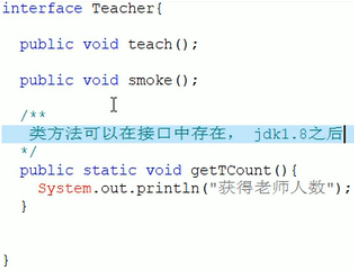 interface Teacher{
public void teach();
public void smoke();
/**
类方法可以在接口中存在， jdk1.8之后
*/
public static void getTCount(){
System.out.println("获得老师人数");
}
}